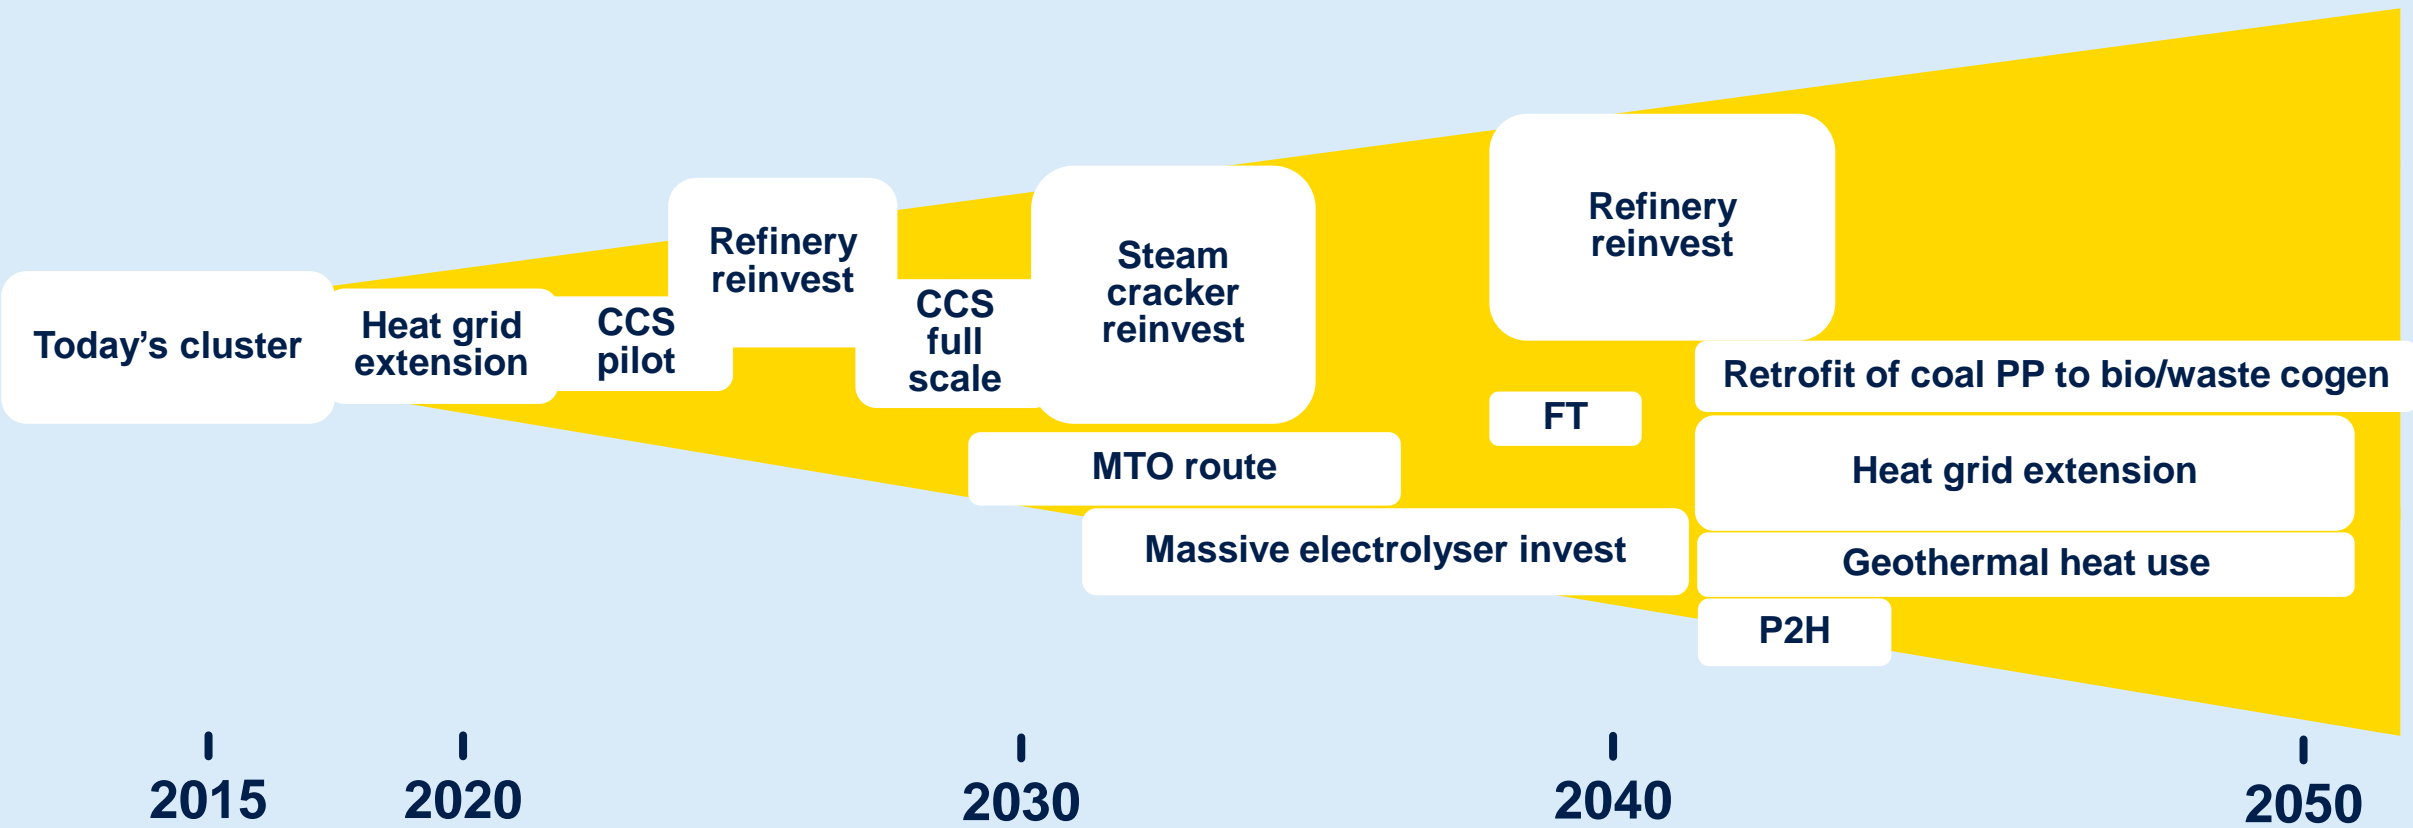 Today’s cluster
Heat grid
extension
CCS
pilot
Refinery
reinvest
CCS
full
scale
Steam
cracker
reinvest
MTO route
Massive electrolyser invest
Refinery
reinvest
FT
Retrofit of coal PP to bio/waste cogen
Heat grid extension
Geothermal heat use
P2H
2015
2020
2030
2040
2050